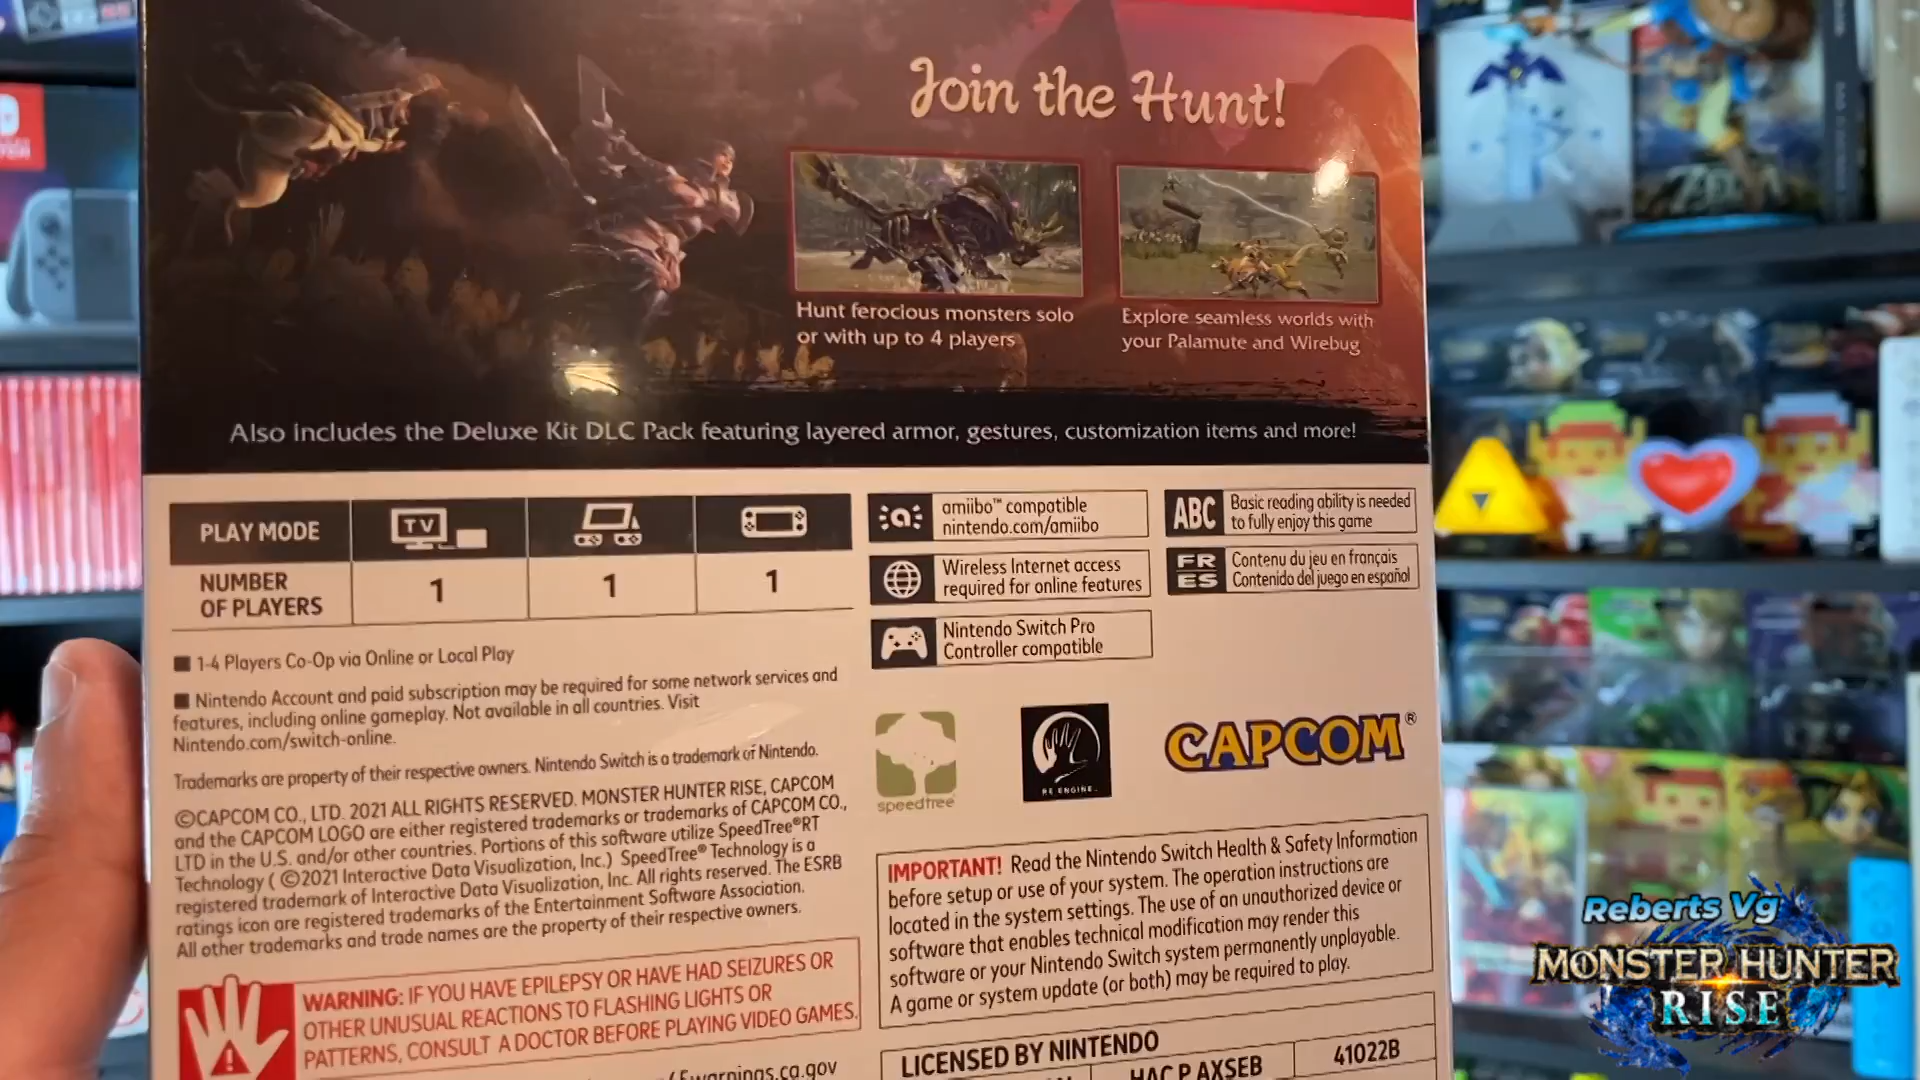 Join the Hunt!
Hunt ferocious monsters solo
or with up to 4 players
Explore seamless worlds with
your Palamute and Wirebug
Also includes the Deluxe Kit DLC Pack featuring layered armor, gestures, customization items and more!
PLAY MODE
TV
NUMBER
OF PLAYERS
1
1
1
amiibo™ compatible
nintendo.com/amiibo
Wireless Internet access
required for online features
Nintendo Switch Pro
Controller compatible
ABC
Basic reading ability is needed
to fully enjoy this game
FR
ES
Contenu du jeu en français
Contenido del juego en español
■ 1-4 Players Co-Op via Online or Local Play
■ Nintendo Account and paid subscription may be required for some network services and
features, including online gameplay. Not available in all countries. Visit
Nintendo.com/switch-online.
Trademarks are property of their respective owners. Nintendo Switch is a trademark of Nintendo.
©CAPCOM CO., LTD. 2021 ALL RIGHTS RESERVED. MONSTER HUNTER RISE, CAPCOM
and the CAPCOM LOGO are either registered trademarks or trademarks of CAPCOM CO.,
LTD in the U.S. and/or other countries. Portions of this software utilize SpeedTree®RT
Technology ( ©2021 Interactive Data Visualization, Inc.) SpeedTree® Technology is a
registered trademark of Interactive Data Visualization, Inc. All rights reserved. The ESRB
ratings icon are registered trademarks of the Entertainment Software Association.
All other trademarks and trade names are the property of their respective owners.
speedtree
RE ENGINE
CAPCOM®
WARNING: IF YOU HAVE EPILEPSY OR HAVE HAD SEIZURES OR
OTHER UNUSUAL REACTIONS TO FLASHING LIGHTS OR
PATTERNS, CONSULT A DOCTOR BEFORE PLAYING VIDEO GAMES.
IMPORTANT! Read the Nintendo Switch Health & Safety Information
before setup or use of your system. The operation instructions are
located in the system settings. The use of an unauthorized device or
software that enables technical modification may render this
software or your Nintendo Switch system permanently unplayable.
A game or system update (or both) may be required to play.
LICENSED BY NINTENDO
HAC P AXSEB
41022B
ZELDA
Reberts Vg
MONSTER HUNTER
RISE